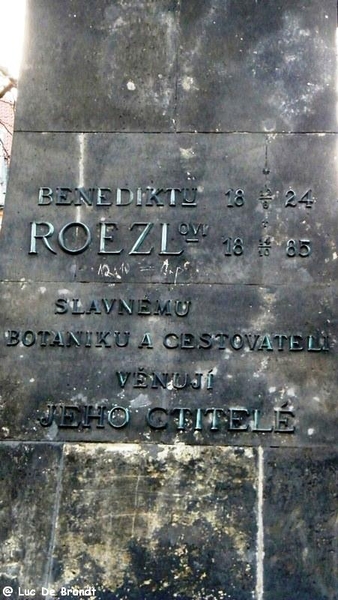 BENEDIKTU 18 24
ROEZLOVI 18 85
SLAVNÉMU
BOTANIKU A CESTOVATELI
VĚNUJÍ
JEHO CTITELÉ
@ Luc De Brandt